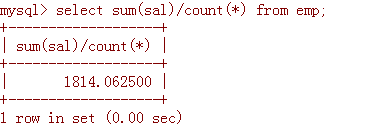 mysql> select sum(sal)/count(*) from emp;
+-------------------+
| sum(sal)/count(*) |
+-------------------+
|       1814.062500 |
+-------------------+
1 row in set (0.00 sec)